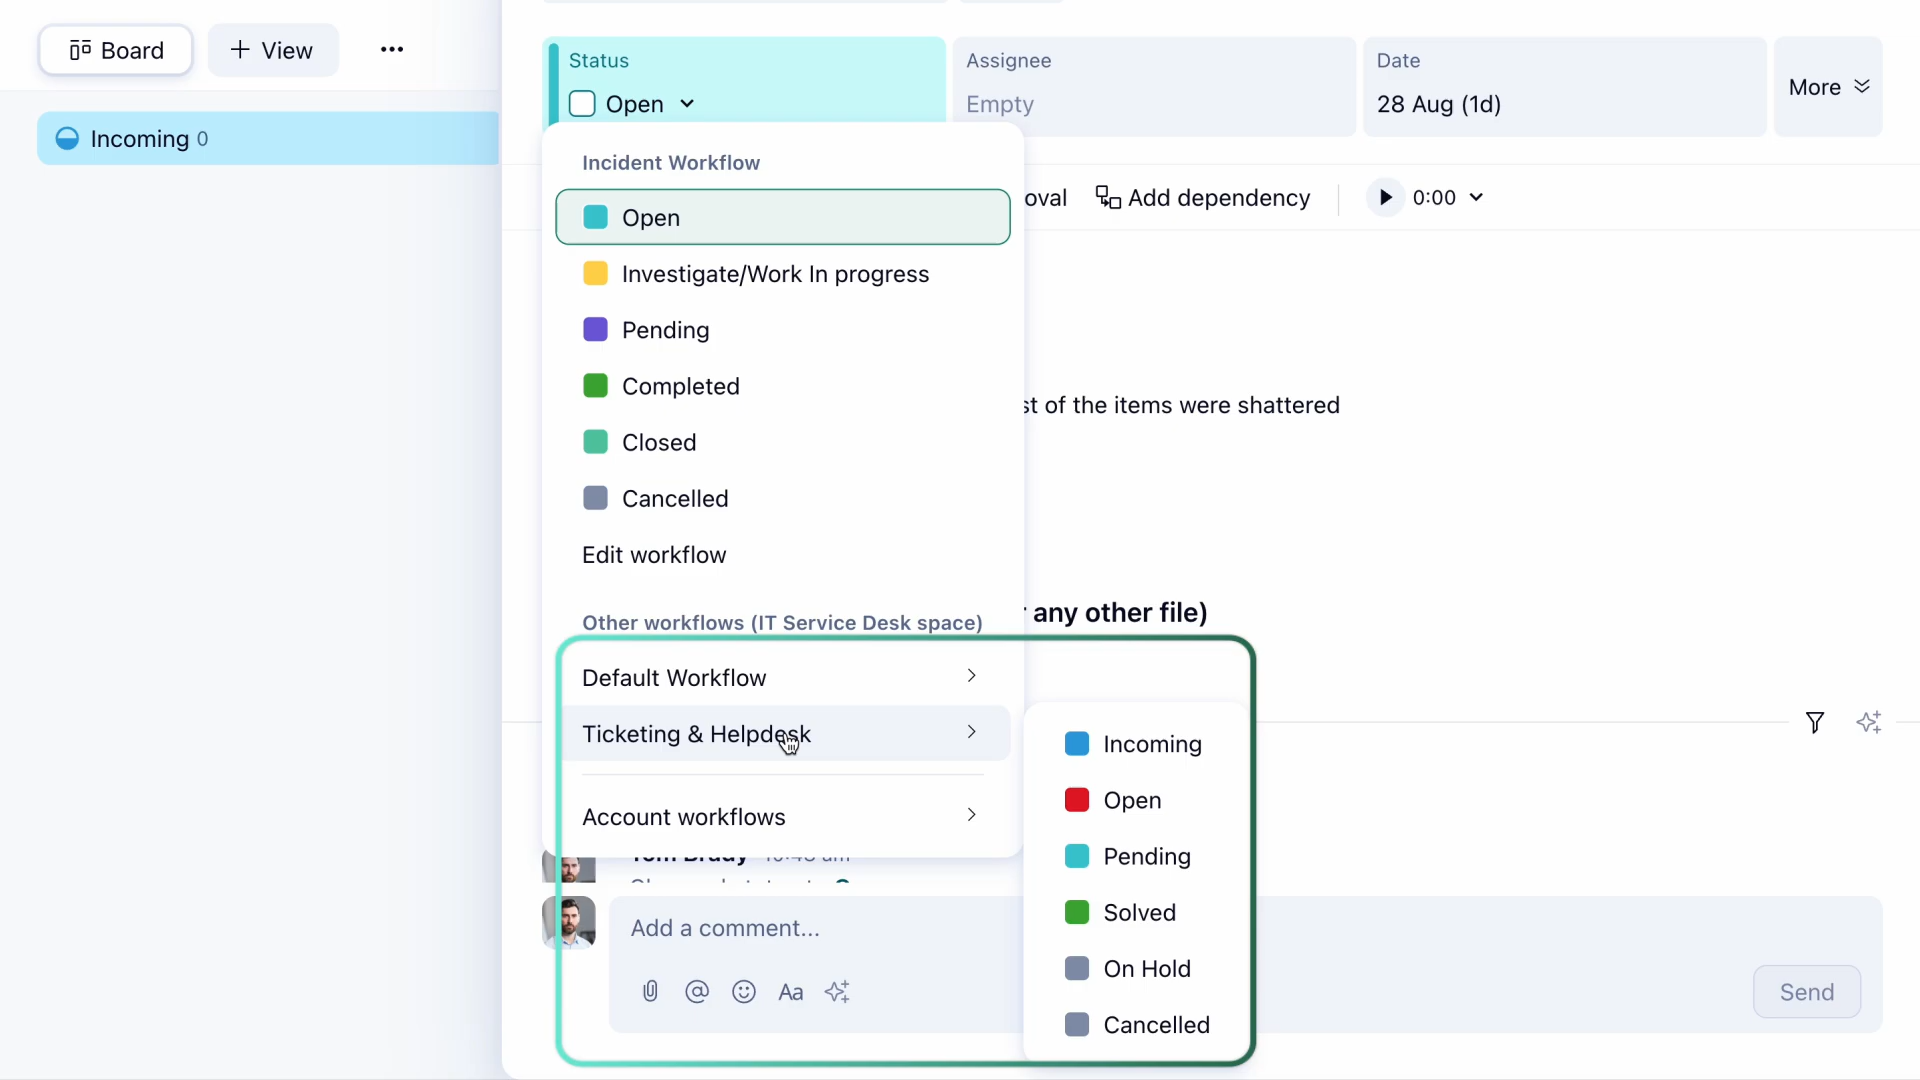 Board
View
Incoming 0
Status
Open
Assignee
Empty
Date
28 Aug (1d)
More
Incident Workflow
Open
Investigate/Work In progress
Pending
Completed
Closed
Cancelled
Edit workflow
Other workflows (IT Service Desk space)
Default Workflow
Ticketing & Helpdesk
Account workflows
oval
Add dependency
0:00
st of the items were shattered
any other file)
Incoming
Open
Pending
Solved
On Hold
Cancelled
Tom Brady
Add a comment...
Aa
Send